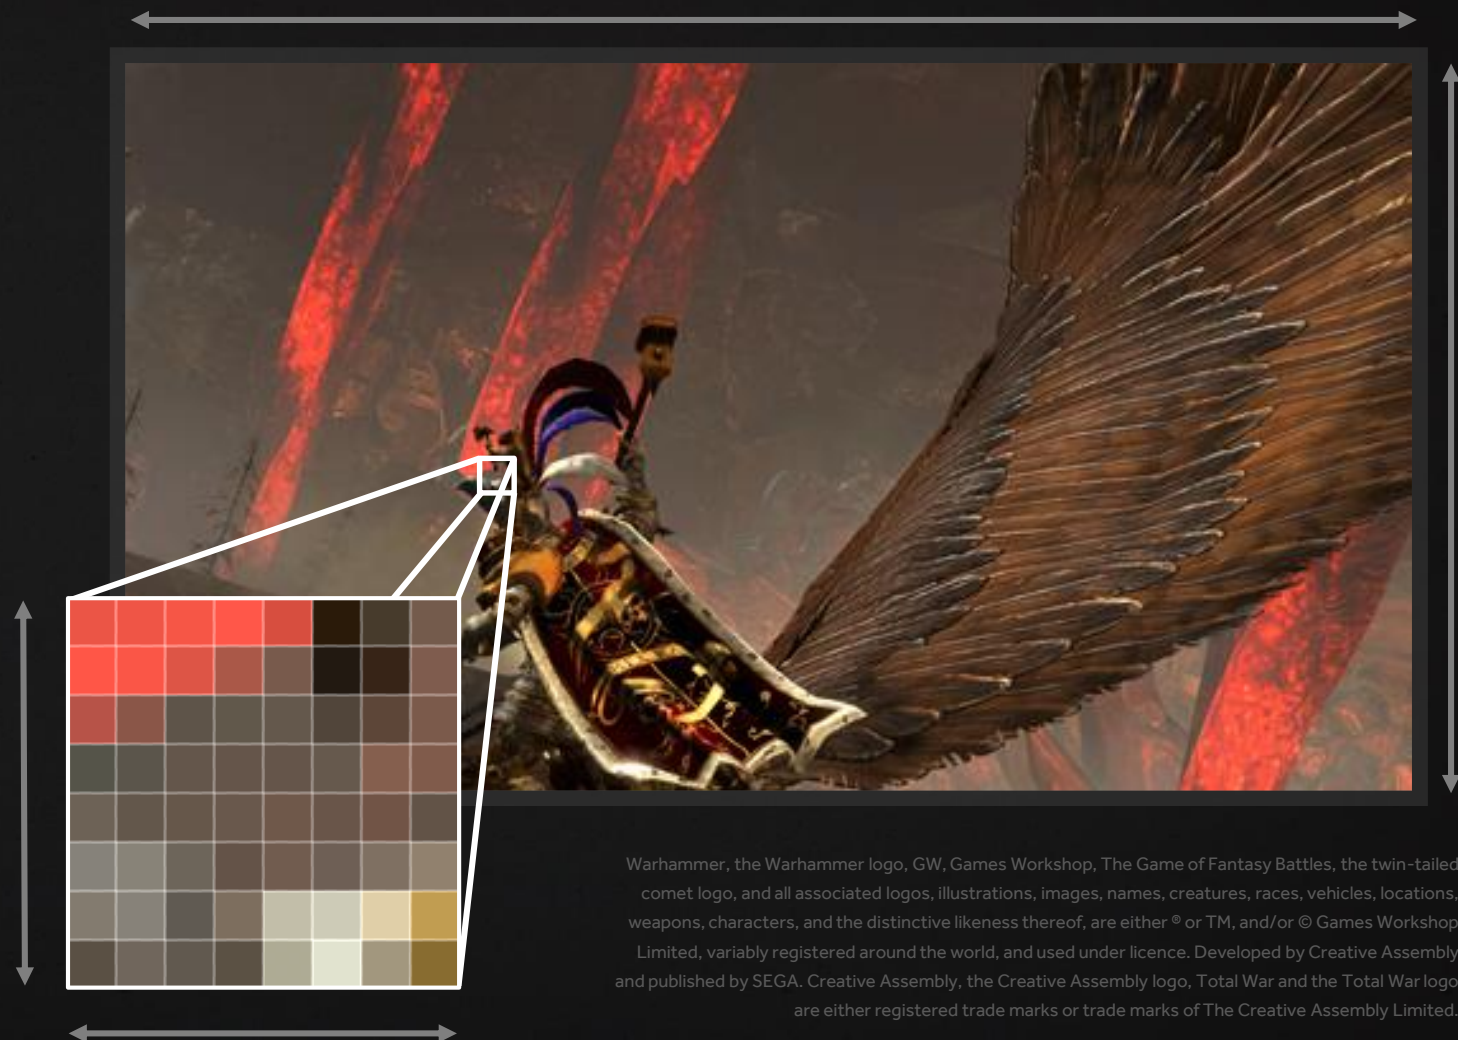 Warhammer, the Warhammer logo, GW, Games Workshop, The Game of Fantasy Battles, the twin-tailed
comet logo, and all associated logos, illustrations, images, names, creatures, races, vehicles, locations,
weapons, characters, and the distinctive likeness thereof, are either ® or TM, and/or © Games Workshop
Limited, variably registered around the world, and used under licence. Developed by Creative Assembly
and published by SEGA. Creative Assembly, the Creative Assembly logo, Total War and the Total War logo
are either registered trade marks or trade marks of The Creative Assembly Limited.